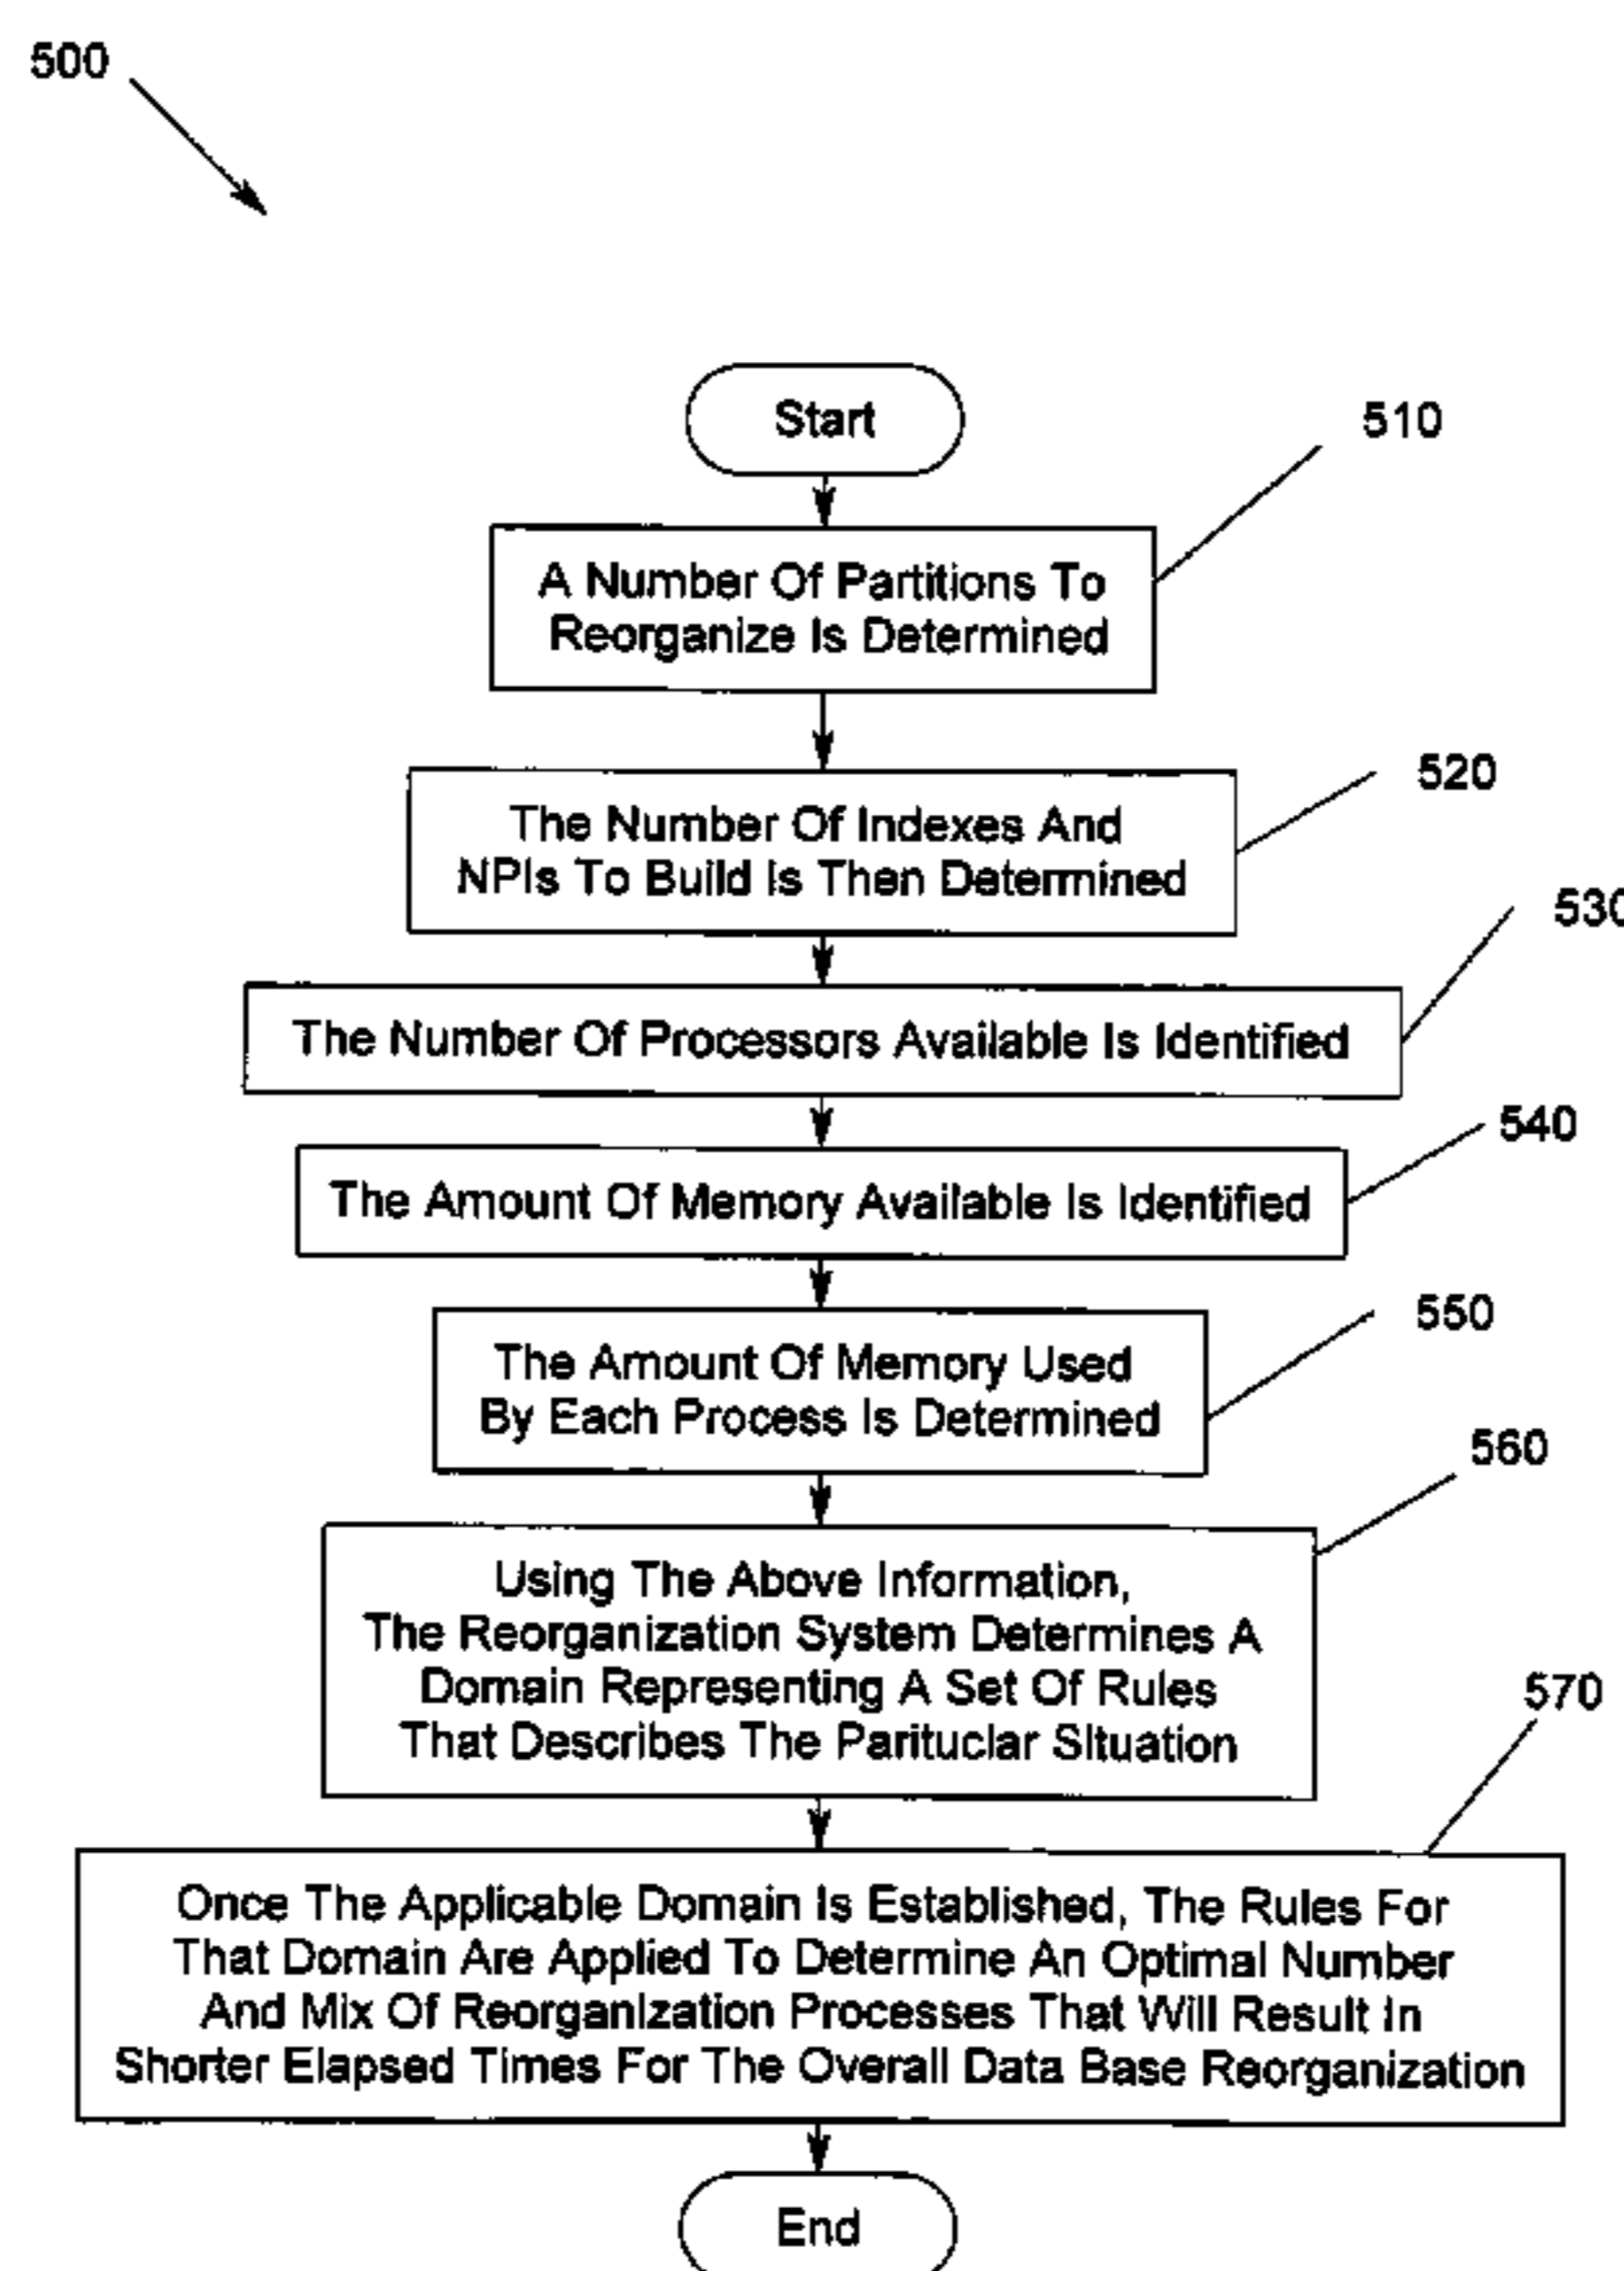 500
Start
510
A Number Of Partitions To
Reorganize Is Determined
520
The Number Of Indexes And
NPIs To Build Is Then Determined
530
The Number Of Processors Available Is Identified
540
The Amount Of Memory Available Is Identified
550
The Amount Of Memory Used
By Each Process Is Determined
560
Using The Above Information,
The Reorganization System Determines A
Domain Representing A Set Of Rules
That Describes The Parituclar Situation
570
Once The Applicable Domain Is Established, The Rules For
That Domain Are Applied To Determine An Optimal Number
And Mix Of Reorganization Processes That Will Result In
Shorter Elapsed Times For The Overall Data Base Reorganization
End